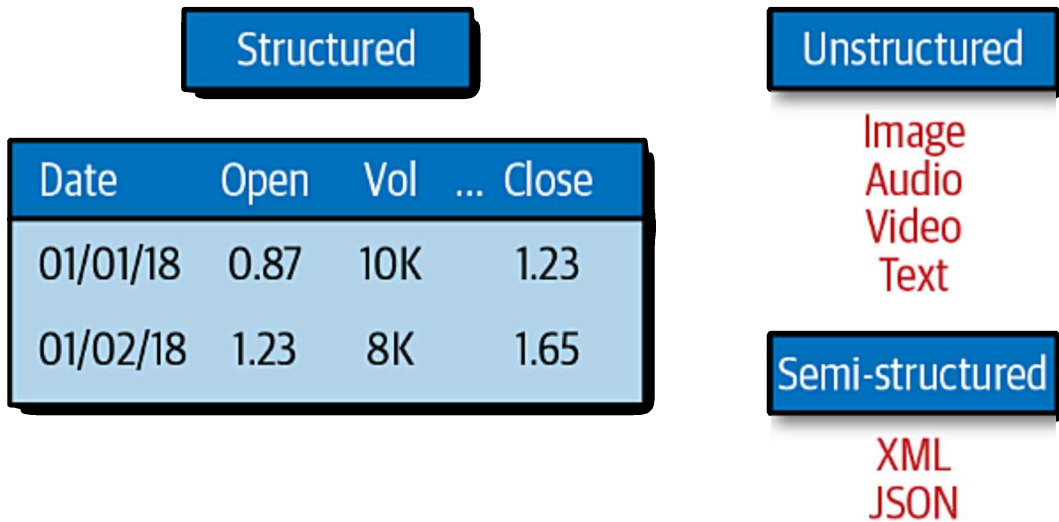 Structured
Date Open Vol ... Close
01/01/18 0.87 10K 1.23
01/02/18 1.23 8K 1.65
Unstructured
Image
Audio
Video
Text
Semi-structured
XML
JSON